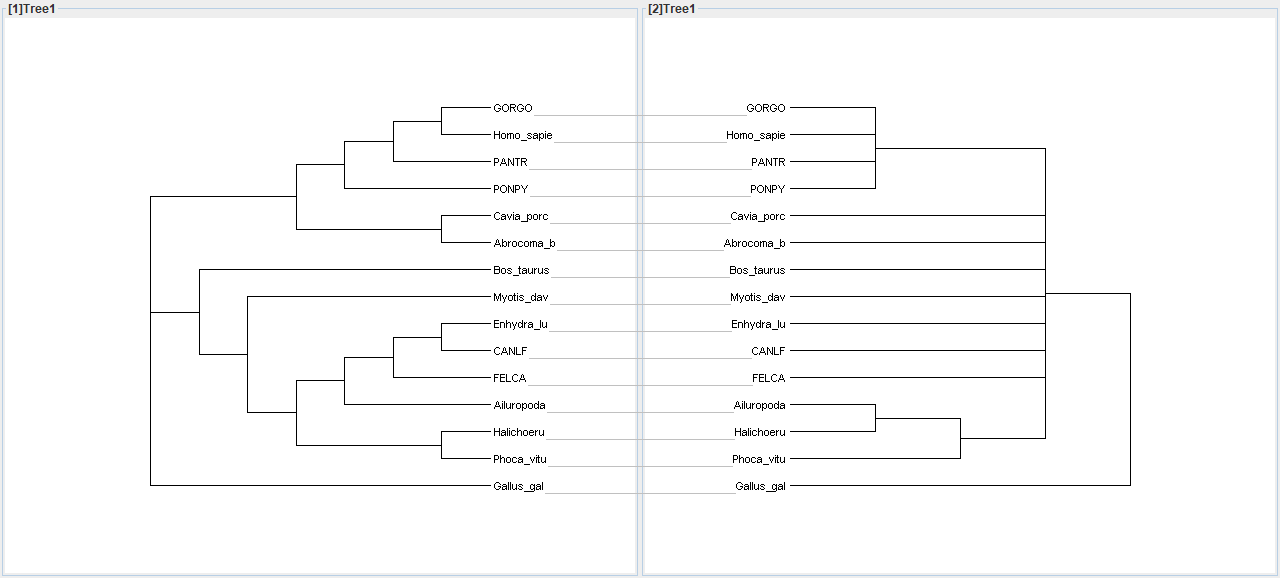 [1]Tree1
GORGO
Homo_sapie
PANTR
PONPY
Cavia_porc
Abrocoma_b
Bos_taurus
Myotis_dav
Enhydra_lu
CANLF
FELCA
Ailuropoda
Halichoeru
Phoca_vitu
Gallus_gal
[2]Tree1
GORGO
Homo_sapie
PANTR
PONPY
Cavia_porc
Abrocoma_b
Bos_taurus
Myotis_dav
Enhydra_lu
CANLF
FELCA
Ailuropoda
Halichoeru
Phoca_vitu
Gallus_gal